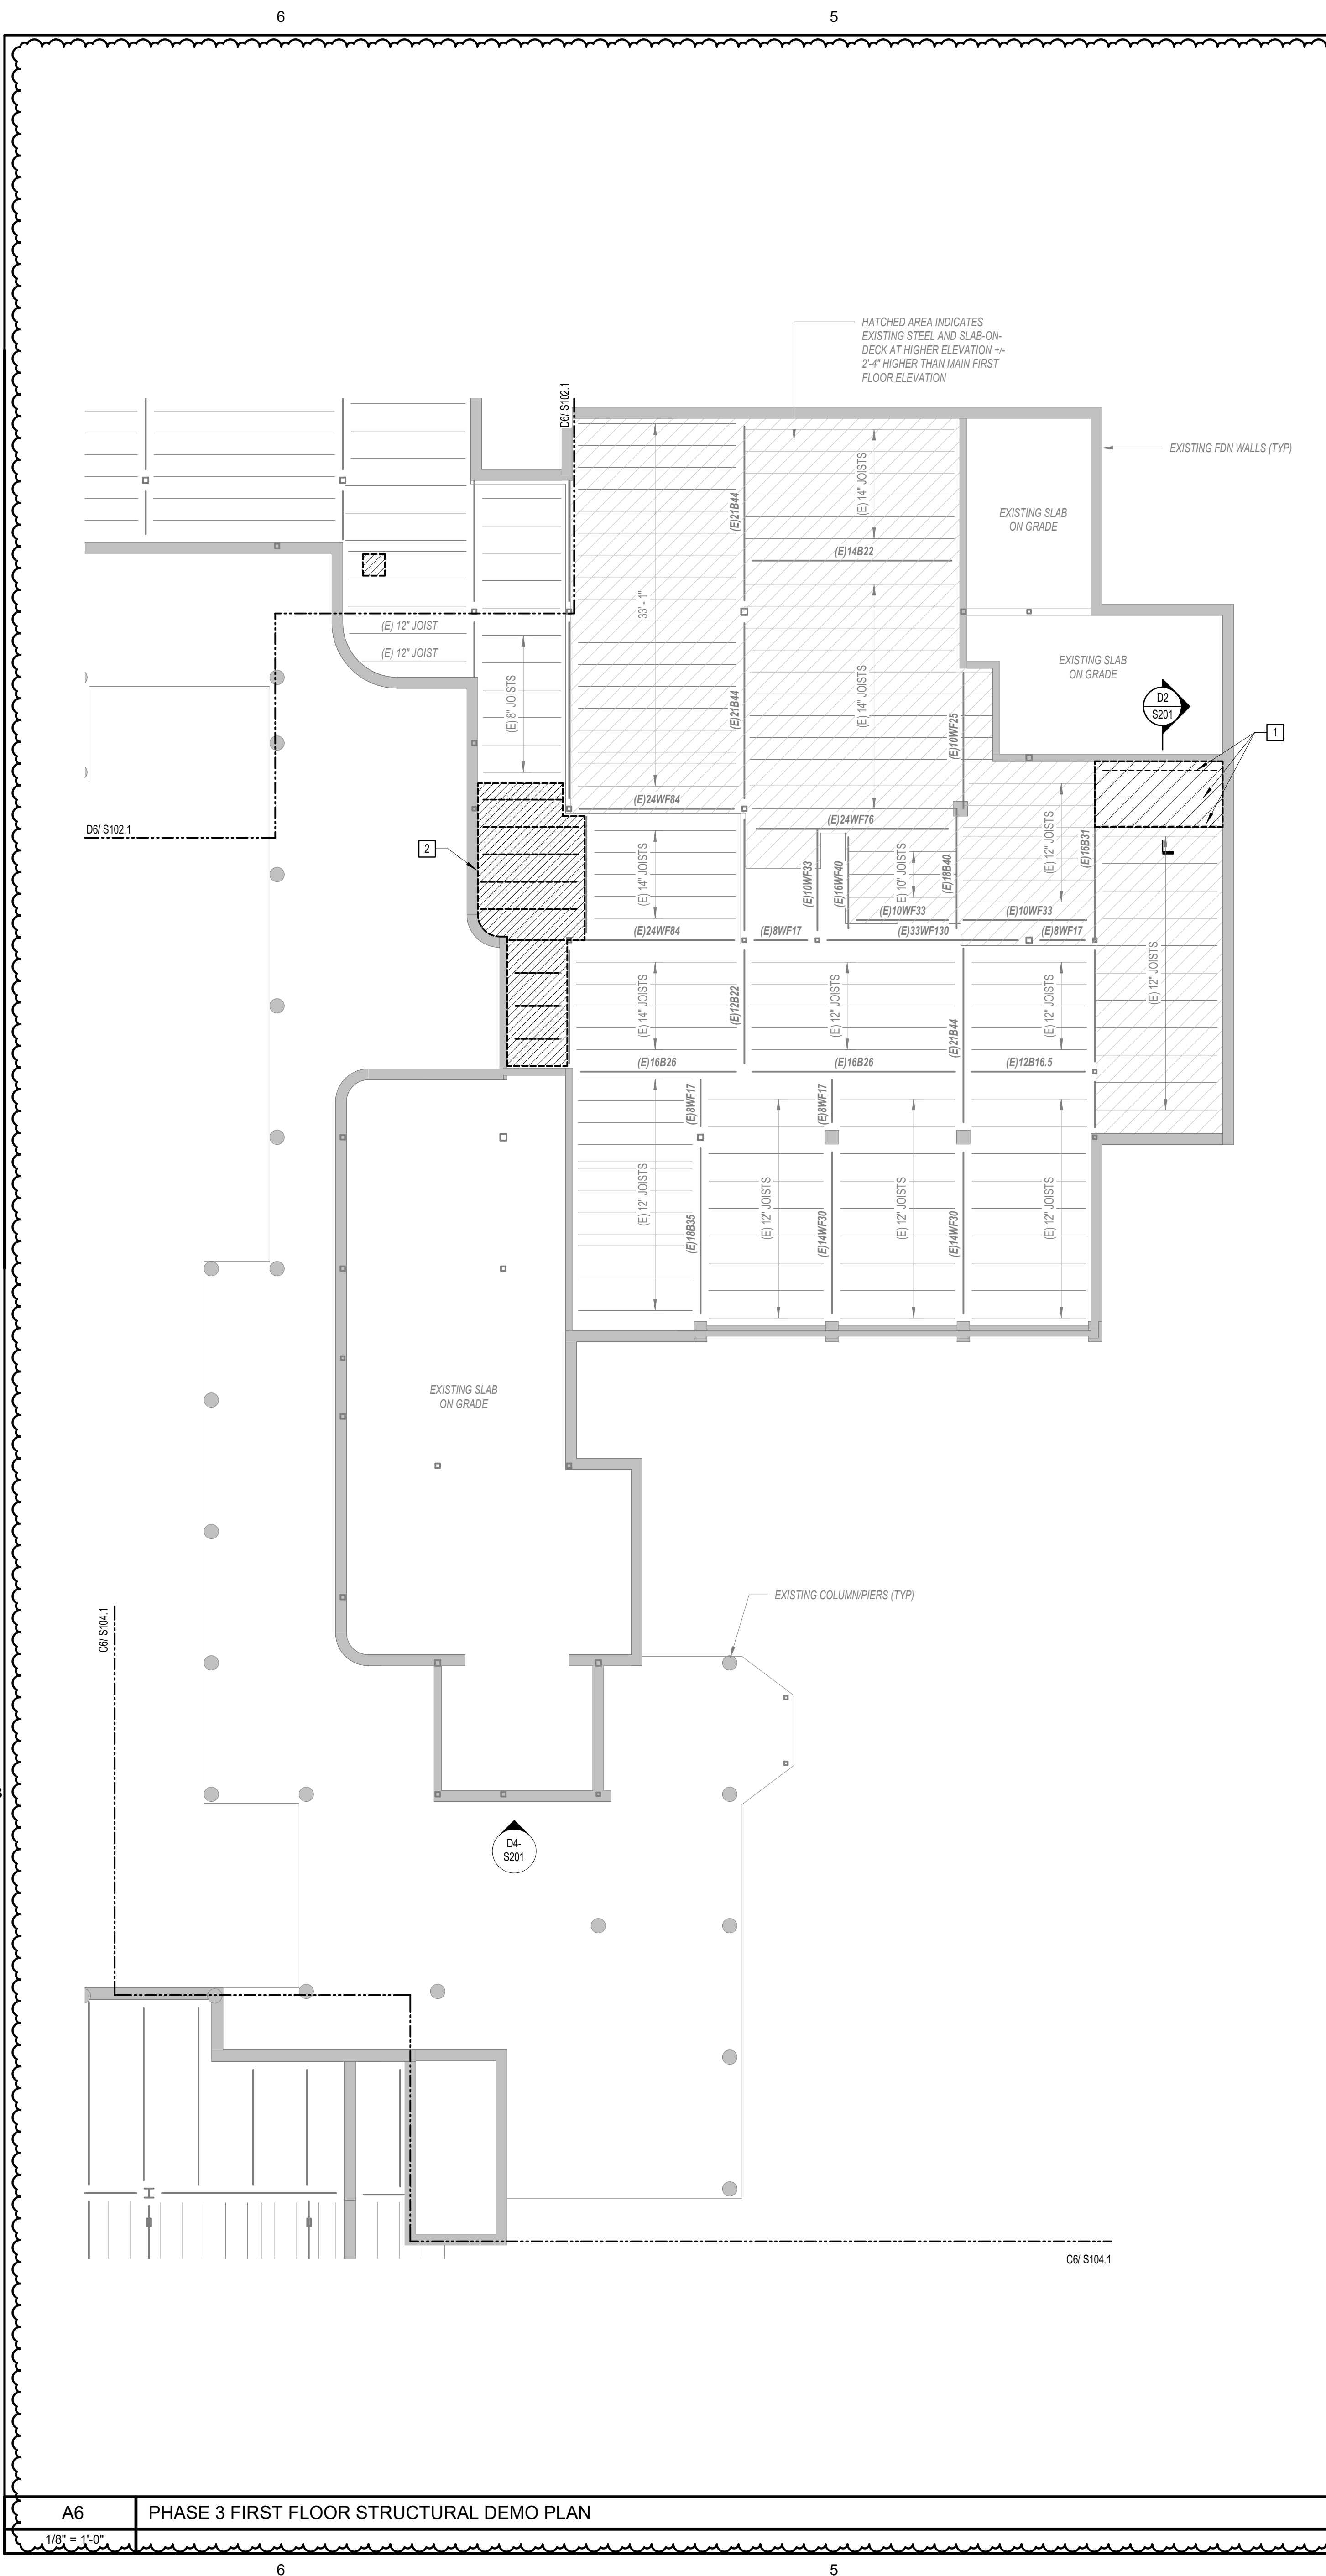 6
5
HATCHED AREA INDICATES
EXISTING STEEL AND SLAB-ON-
DECK AT HIGHER ELEVATION +/-
2'-4" HIGHER THAN MAIN FIRST
FLOOR ELEVATION
D6/ S102.1
EXISTING FDN WALLS (TYP)
(E)21B44
(E) 14" JOISTS
EXISTING SLAB
ON GRADE
(E)14B22
33' - 1"
(E) 12" JOIST
(E) 12" JOIST
(E) 8" JOISTS
(E)21B44
(E) 14" JOISTS
(E)10WF25
EXISTING SLAB
ON GRADE
D2
S201
1
(E)24WF84
(E)24WF76
D6/ S102.1
2
(E) 14" JOISTS
(E)10WF33
(E)16WF40
(E) 10" JOISTS
(E)18B40
(E) 12" JOISTS
(E)16B31
(E)10WF33
(E)10WF33
(E)24WF84
(E)8WF17
(E)33WF130
(E)8WF17
(E) 14" JOISTS
(E)12B22
(E) 12" JOISTS
(E)21B44
(E) 12" JOISTS
(E) 12" JOISTS
(E)16B26
(E)16B26
(E)12B16.5
(E)8WF17
(E)8WF17
(E) 12" JOISTS
(E)18B35
(E) 12" JOISTS
(E)14WF30
(E) 12" JOISTS
(E)14WF30
(E) 12" JOISTS
EXISTING SLAB
ON GRADE
EXISTING COLUMN/PIERS (TYP)
C6/ S104.1
D4-
S201
C6/ S104.1
A6
PHASE 3 FIRST FLOOR STRUCTURAL DEMO PLAN
1/8" = 1'-0"
6
5